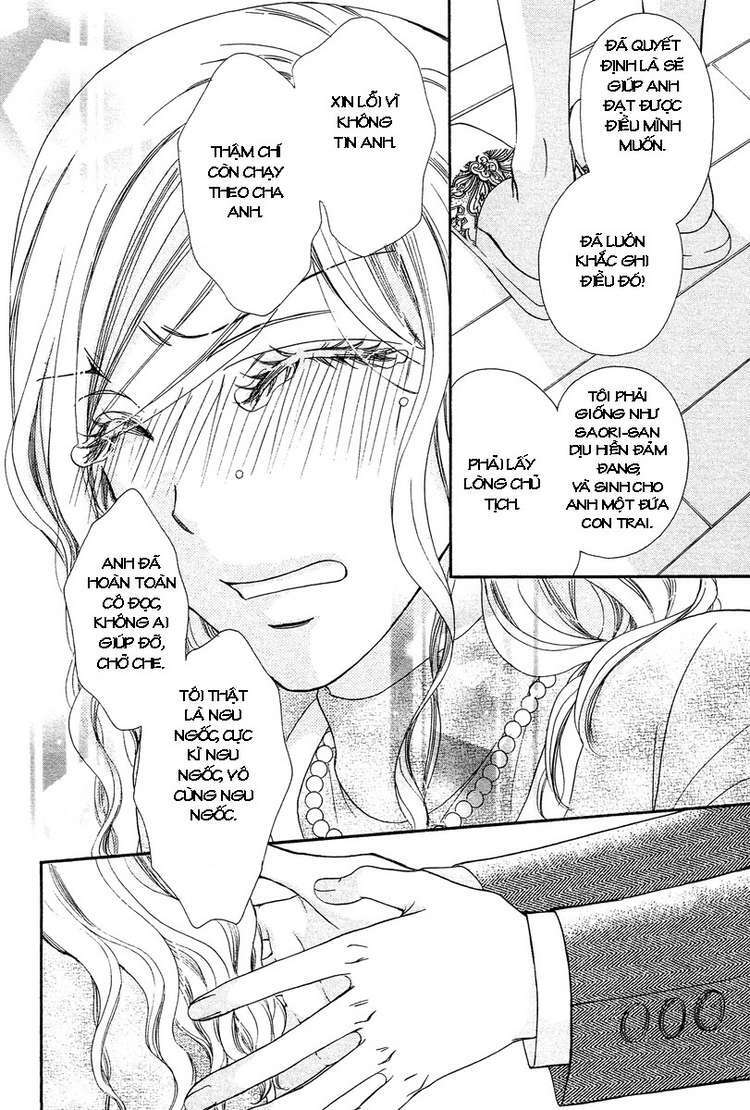 ĐÃ QUYẾT
ĐỊNH LÀ SẼ
GIÚP ANH
ĐẠT ĐƯỢC
ĐIỀU MÌNH
MUỐN.
ĐÃ LUÔN
KHẮC GHI
ĐIỀU ĐÓ!
TÔI PHẢI
GIỐNG NHƯ
SAORI-SAN
DỊU HIỀN ĐẢM
ĐANG,
VÀ SINH CHO
ANH MỘT ĐỨA
CON TRAI.
PHẢI LẤY
LÒNG CHỦ
TỊCH.
XIN LỖI VÌ
KHÔNG
TIN ANH.
THẬM CHÍ
CÒN CHẠY
THEO CHA
ANH.
ANH ĐÃ
HOÀN TOÀN
CÔ ĐỌC,
KHÔNG AI
GIÚP ĐỠ,
CHỞ CHE.
TÔI THẬT
LÀ NGU
NGỐC, CỰC
KÌ NGU
NGỐC, VÔ
CÙNG NGU
NGỐC.